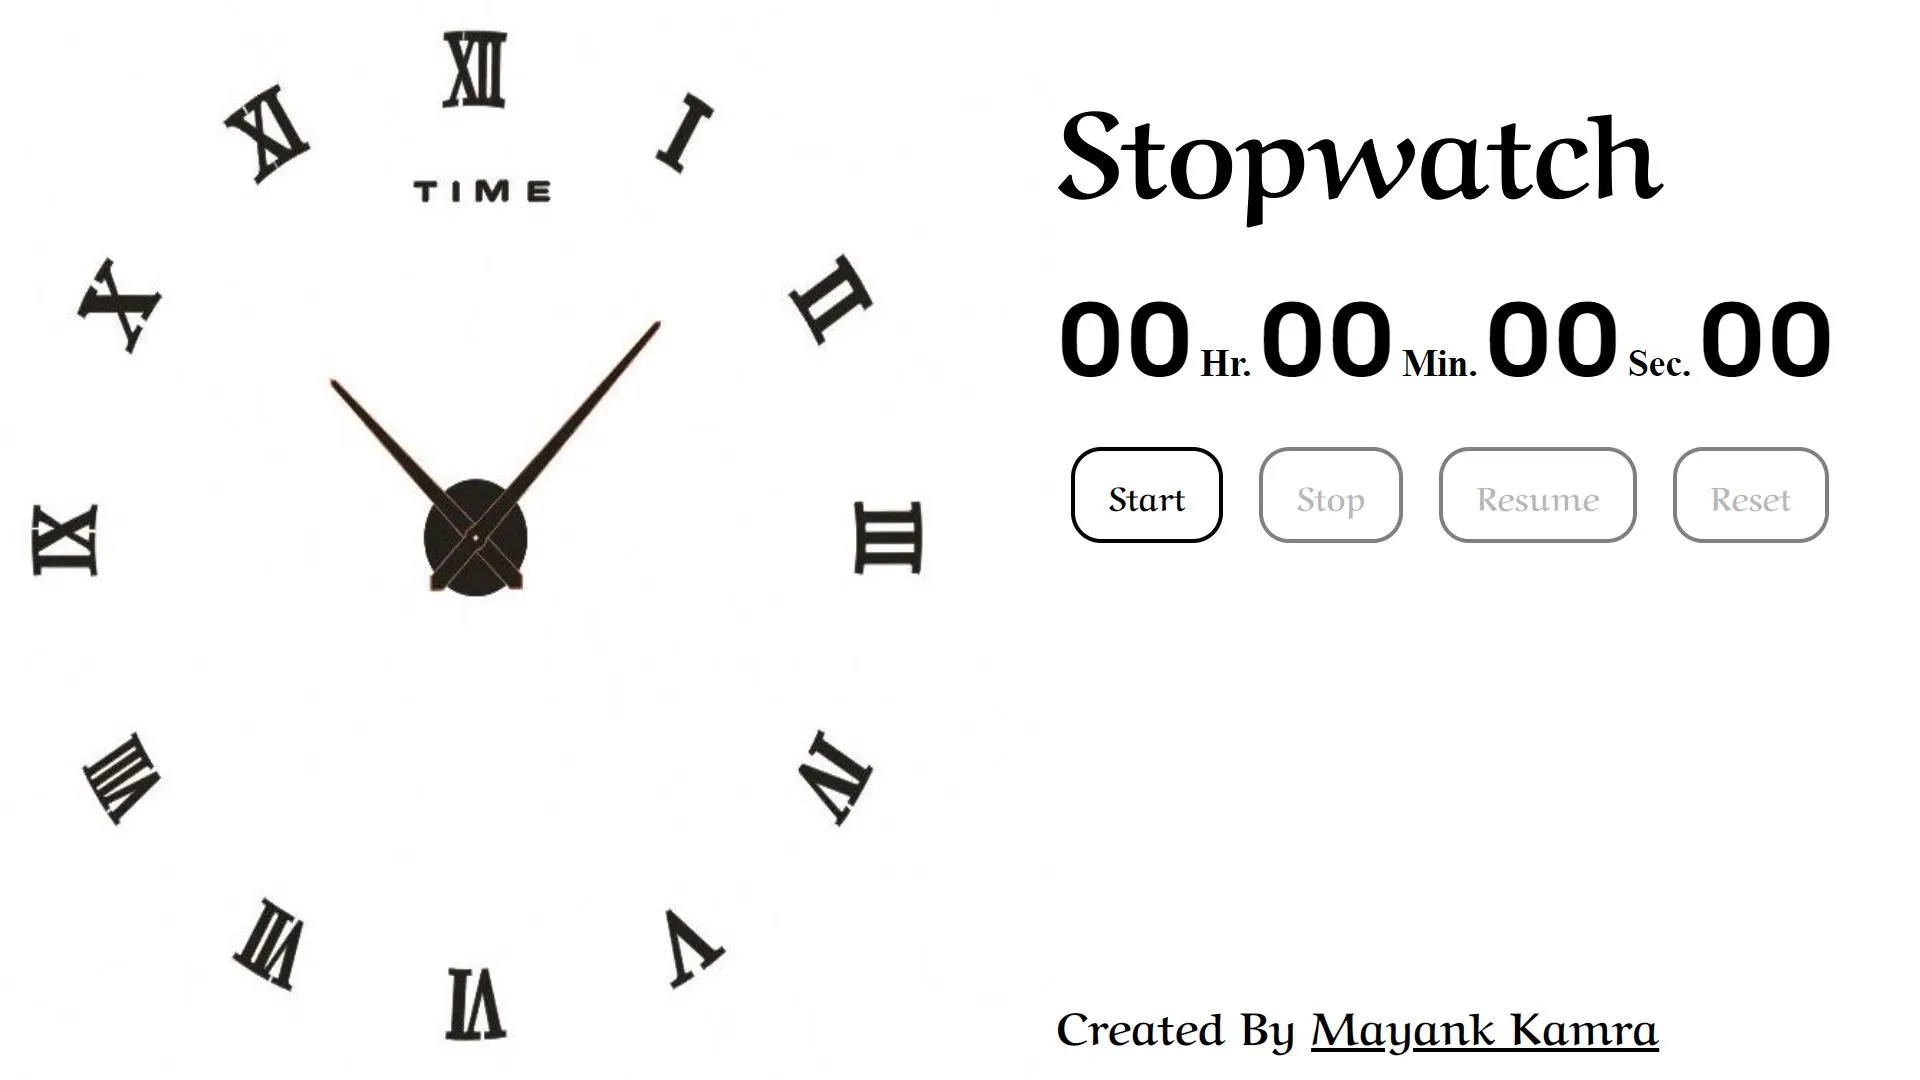 XII
XI
I
TIME
X
II
IX
III
VIII
IV
VII
V
VI
Stopwatch
00 Hr. 00 Min. 00 Sec. 00
Start Stop Resume Reset
Created By Mayank Kamra